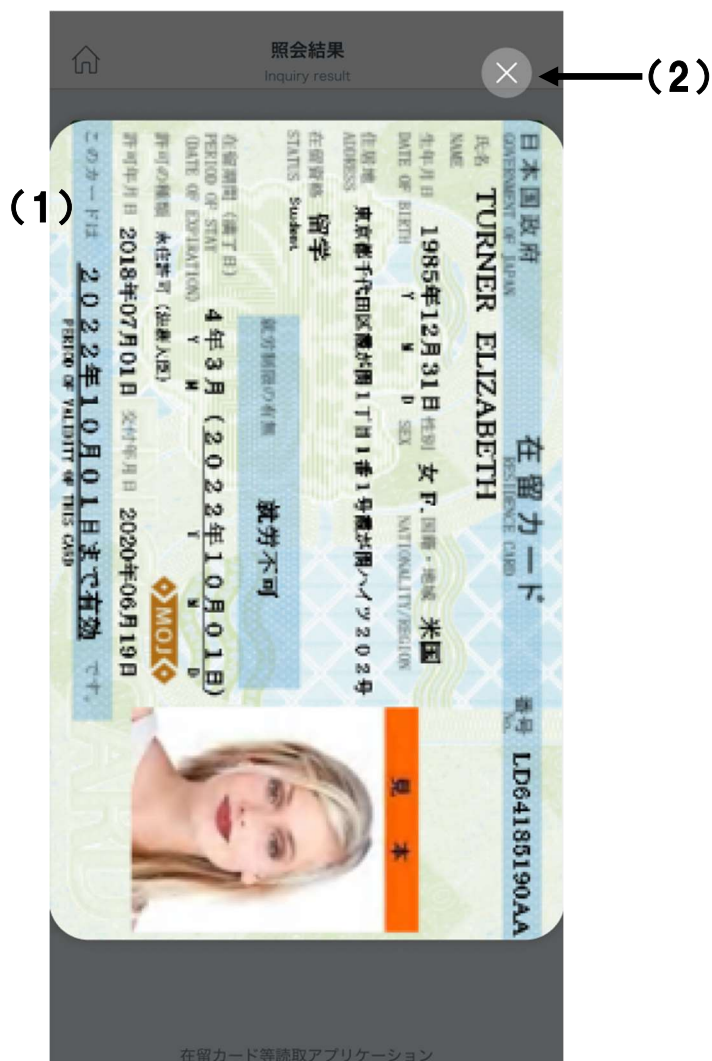 照会結果
Inquiry result
(2)
(1)
日本国政府 在留カード 番号 LD64185190AA
GOVERNMENT OF JAPAN RESIDENCE CARD No.
氏名 TURNER ELIZABETH
NAME
生年月日 1985年12月31日 性別 女 F. 国籍・地域 米国
DATE OF BIRTH Y M D SEX NATIONALITY/REGION
住居地 東京都千代田区霞が関1丁目1番1号霞が関ハイツ202号
ADDRESS
在留資格 留学
STATUS Student
就労制限の有無 就労不可
在留期間(満了日) 4年3月(2022年10月01日)
PERIOD OF STAY
(DATE OF EXPIRATION) Y M Y M D
許可の種類 永住許可(法務大臣)
MOJ
許可年月日 2018年07月01日 交付年月日 2020年06月19日
このカードは 2022年10月01日まで有効 です。
PERIOD OF VALIDITY OF THIS CARD
見本
在留カード等読取アプリケーション